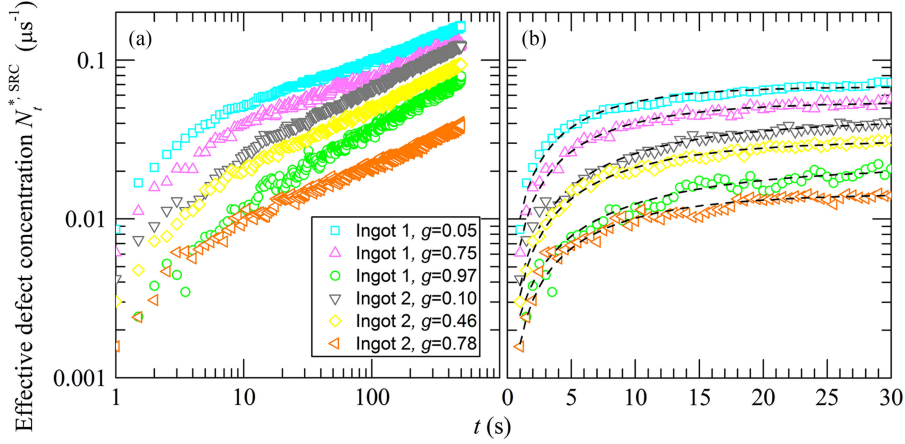 Effective defect concentration N_t^{*, SRC} (μs⁻¹)
(a)
(b)
0.1
0.01
0.001
Ingot 1, g=0.05
Ingot 1, g=0.75
Ingot 1, g=0.97
Ingot 2, g=0.10
Ingot 2, g=0.46
Ingot 2, g=0.78
1 10 100 0 5 10 15 20 25 30
t (s)